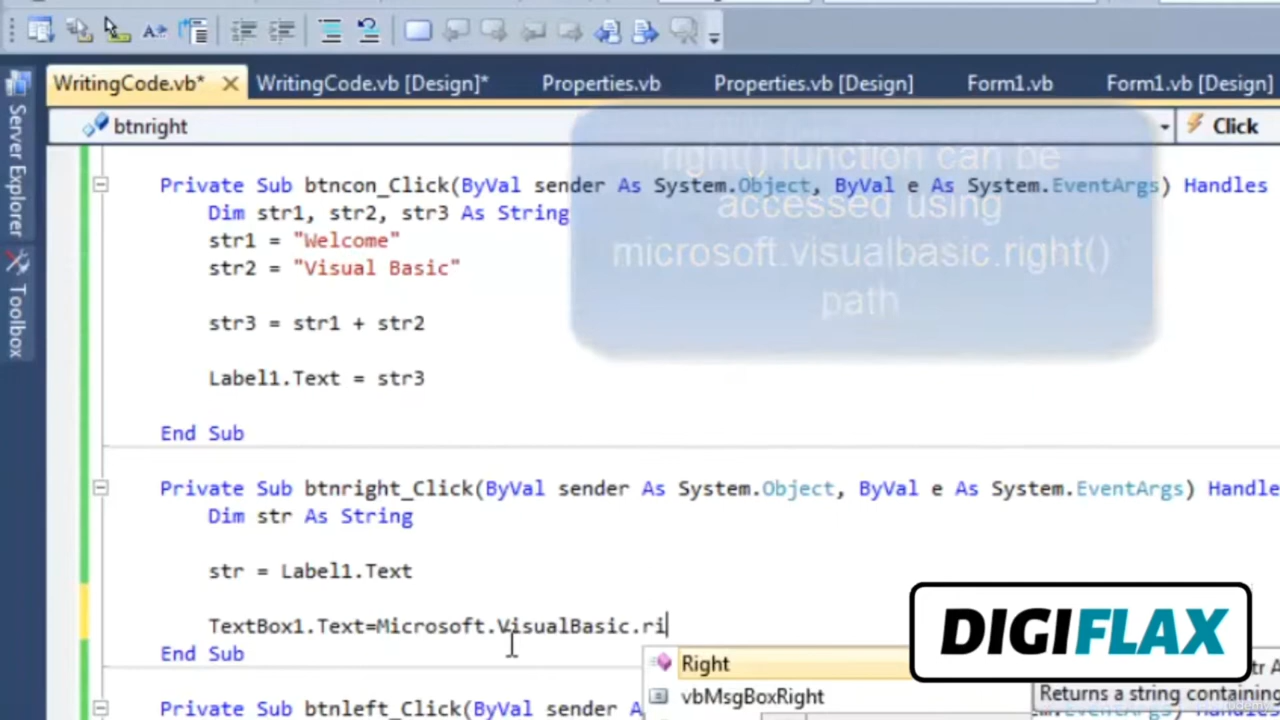 WritingCode.vb* WritingCode.vb [Design]* Properties.vb Properties.vb [Design] Form1.vb Form1.vb [Design]
btnright Click
Server Explorer
Toolbox
right() function can be
accessed using
microsoft.visualbasic.right()
path
Private Sub btncon_Click(ByVal sender As System.Object, ByVal e As System.EventArgs) Handles
Dim str1, str2, str3 As String
str1 = "Welcome"
str2 = "Visual Basic"
str3 = str1 + str2
Label1.Text = str3
End Sub
Private Sub btnright_Click(ByVal sender As System.Object, ByVal e As System.EventArgs) Handle
Dim str As String
str = Label1.Text
TextBox1.Text=Microsoft.VisualBasic.ri
End Sub
DIGIFLAX
Right
vbMsgBoxRight
Returns a string containing
Private Sub btnleft_Click(ByVal sender